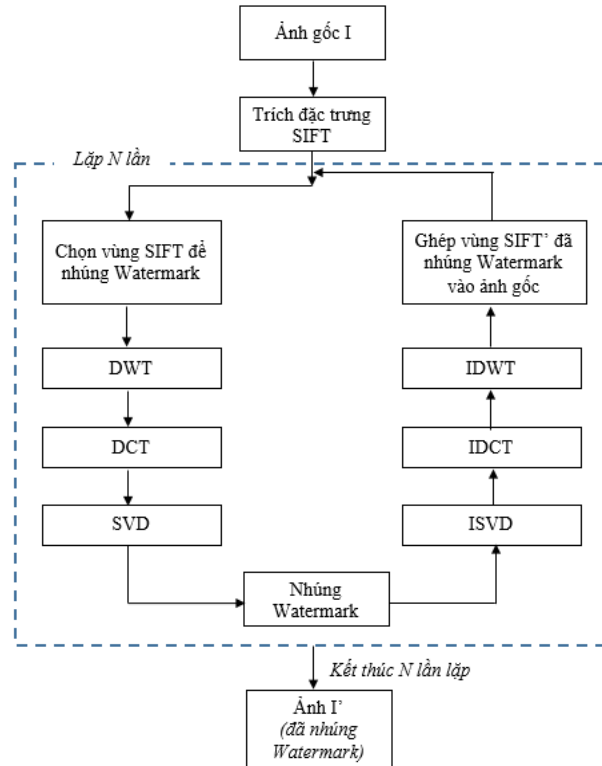 Ảnh gốc I
Trích đặc trưng
SIFT
Lặp N lần
Chọn vùng SIFT để
nhúng Watermark
Ghép vùng SIFT’ đã
nhúng Watermark
vào ảnh gốc
DWT
IDWT
DCT
IDCT
SVD
ISVD
Nhúng
Watermark
Kết thúc N lần lặp
Ảnh I’
(đã nhúng
Watermark)